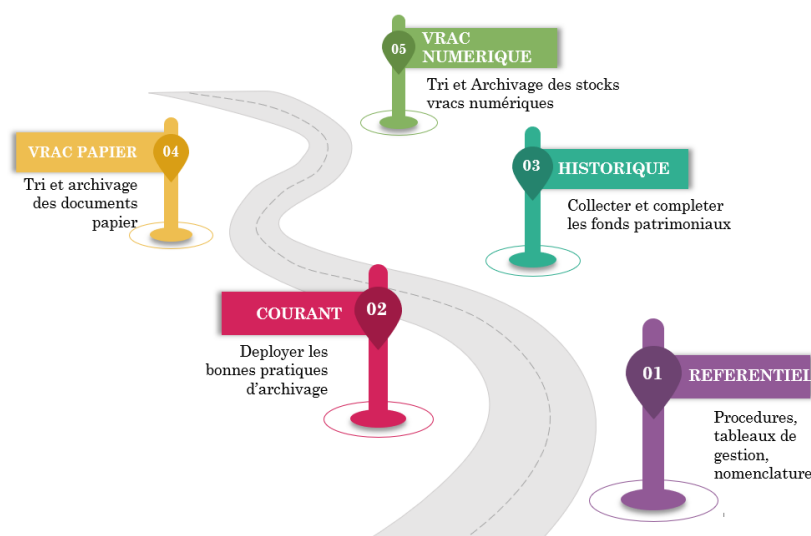 05
VRAC
NUMERIQUE
Tri et Archivage des stocks
vracs numériques
VRAC PAPIER
04
Tri et archivage
des documents
papier
03
HISTORIQUE
Collecter et completer
les fonds patrimoniaux
COURANT
02
Deployer les
bonnes pratiques
d'archivage
01
REFERENTIEL
Procedures,
tableaux de
gestion,
nomenclature